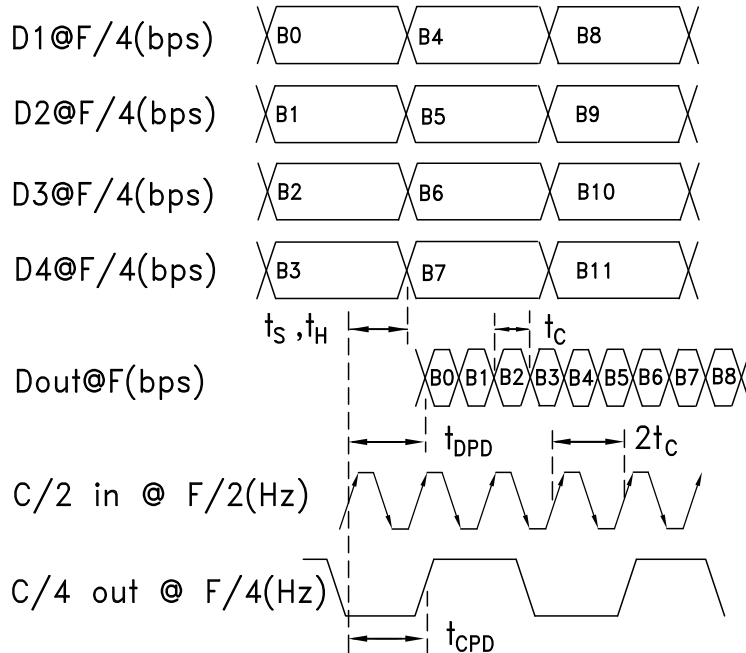 D1@F/4(bps) B0 B4 B8
D2@F/4(bps) B1 B5 B9
D3@F/4(bps) B2 B6 B10
D4@F/4(bps) B3 B7 B11
tS ,tH tC
Dout@F(bps) B0 B1 B2 B3 B4 B5 B6 B7 B8
tDPD 2tC
C/2 in @ F/2(Hz)
C/4 out @ F/4(Hz)
tCPD